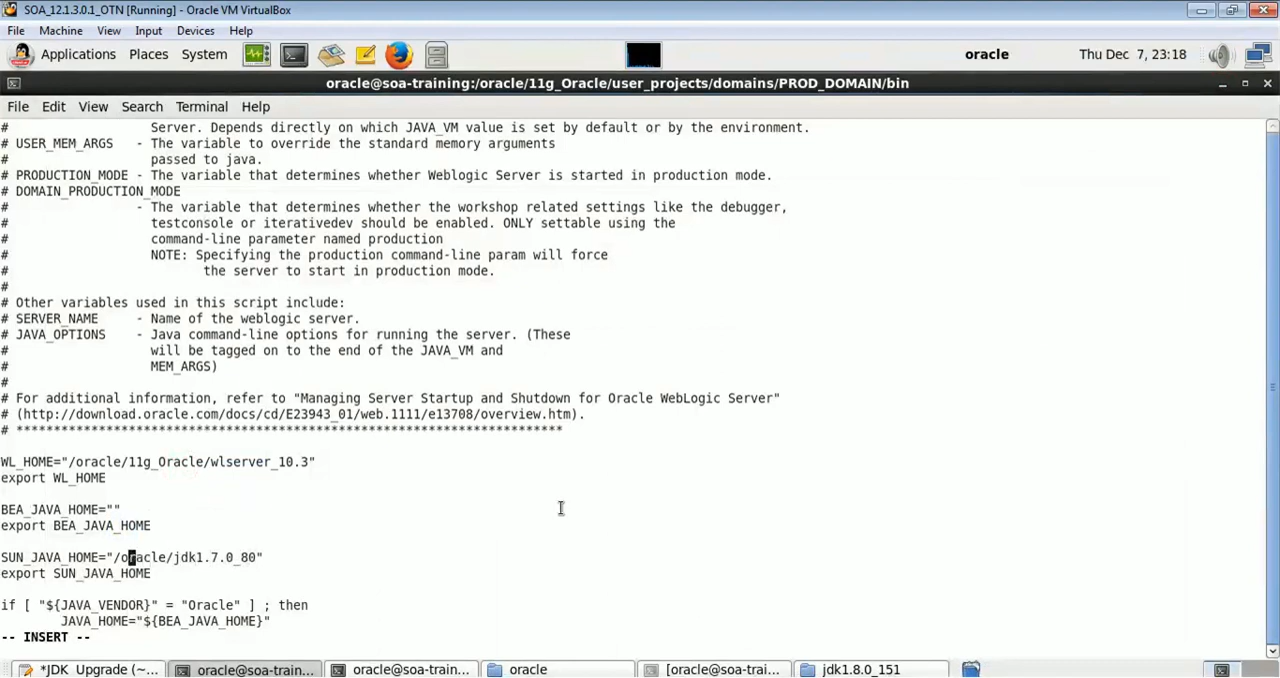 SOA_12.1.3.0.1_OTN [Running] - Oracle VM VirtualBox
File Machine View Input Devices Help
Applications Places System oracle Thu Dec 7, 23:18
oracle@soa-training:/oracle/11g_Oracle/user_projects/domains/PROD_DOMAIN/bin
File Edit View Search Terminal Help
# Server. Depends directly on which JAVA_VM value is set by default or by the environment.
# USER_MEM_ARGS - The variable to override the standard memory arguments
# passed to java.
# PRODUCTION_MODE - The variable that determines whether Weblogic Server is started in production mode.
# DOMAIN_PRODUCTION_MODE
# - The variable that determines whether the workshop related settings like the debugger,
# testconsole or iterativedev should be enabled. ONLY settable using the
# command-line parameter named production
# NOTE: Specifying the production command-line param will force
# the server to start in production mode.
#
# Other variables used in this script include:
# SERVER_NAME - Name of the weblogic server.
# JAVA_OPTIONS - Java command-line options for running the server. (These
# will be tagged on to the end of the JAVA_VM and
# MEM_ARGS)
#
# For additional information, refer to "Managing Server Startup and Shutdown for Oracle WebLogic Server"
# (http://download.oracle.com/docs/cd/E23943_01/web.1111/e13708/overview.htm).
# *************************************************************************
WL_HOME="/oracle/11g_Oracle/wlserver_10.3"
export WL_HOME
BEA_JAVA_HOME=""
export BEA_JAVA_HOME
SUN_JAVA_HOME="/oracle/jdk1.7.0_80"
export SUN_JAVA_HOME
if [ "${JAVA_VENDOR}" = "Oracle" ] ; then
JAVA_HOME="${BEA_JAVA_HOME}"
-- INSERT --
*JDK Upgrade (~... oracle@soa-train... oracle@soa-train... oracle [oracle@soa-trai... jdk1.8.0_151